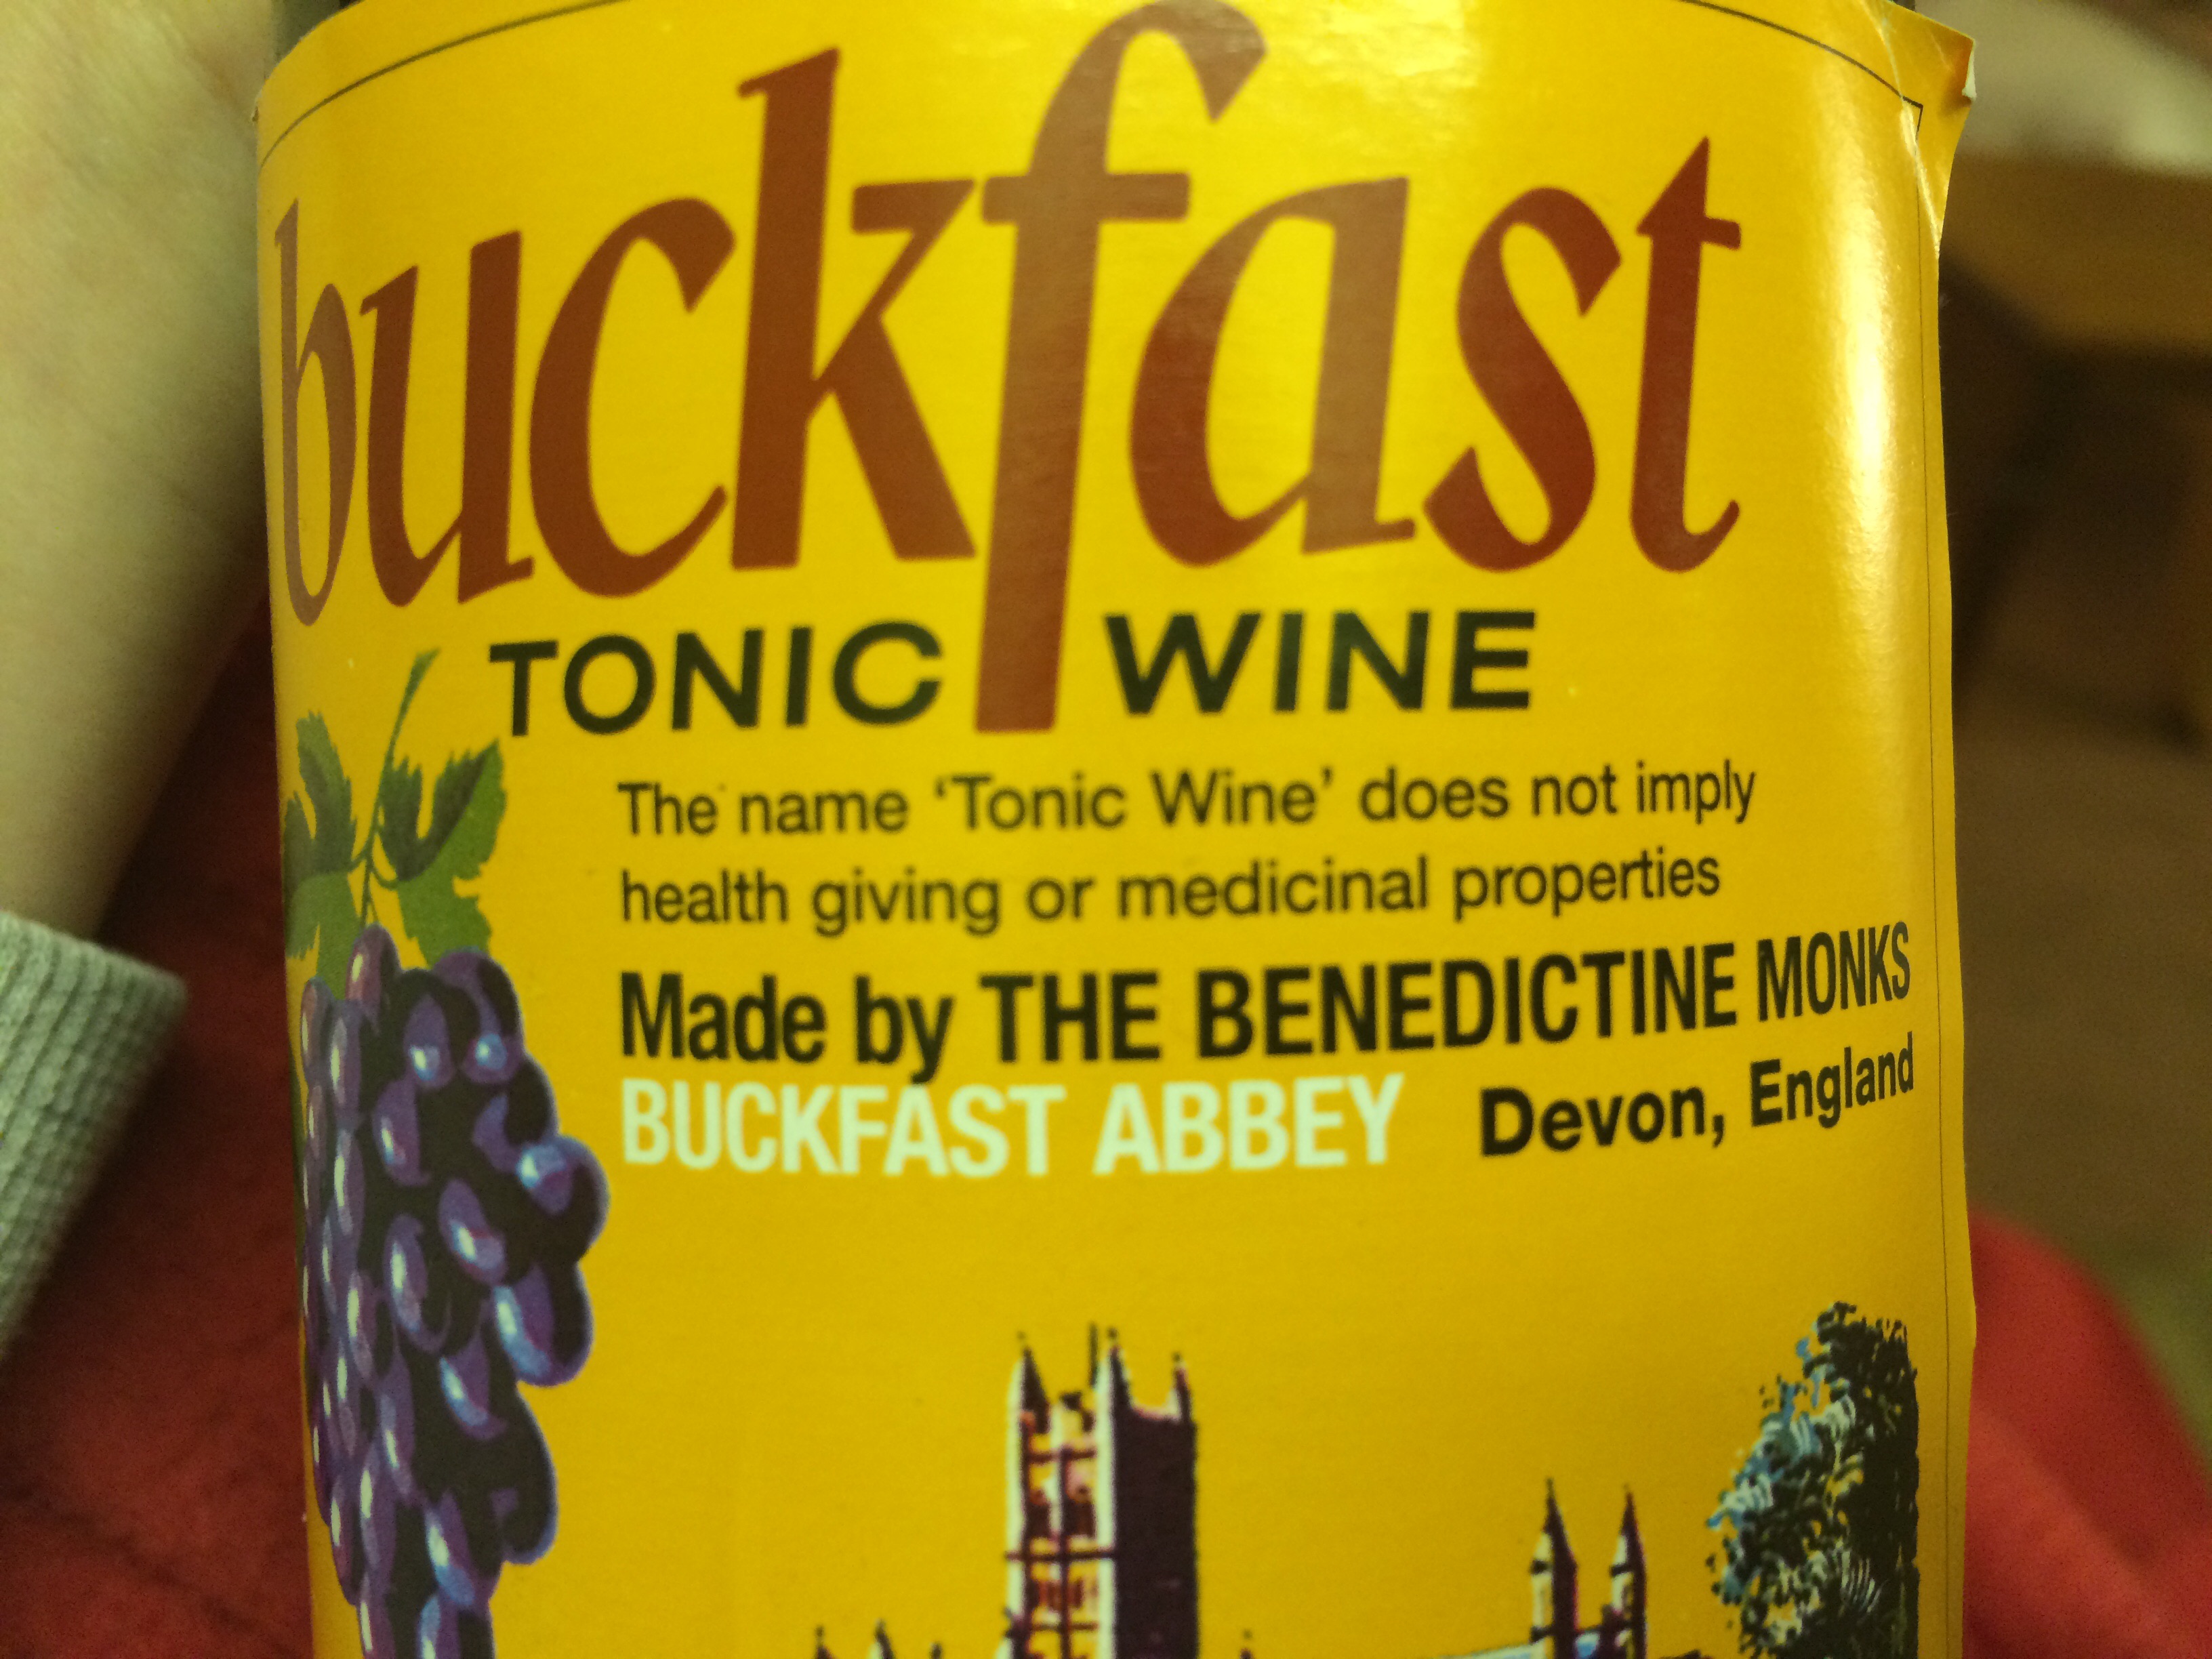 buckfast
TONIC WINE
The name ‘Tonic Wine’ does not imply
health giving or medicinal properties
Made by THE BENEDICTINE MONKS
BUCKFAST ABBEY Devon, England